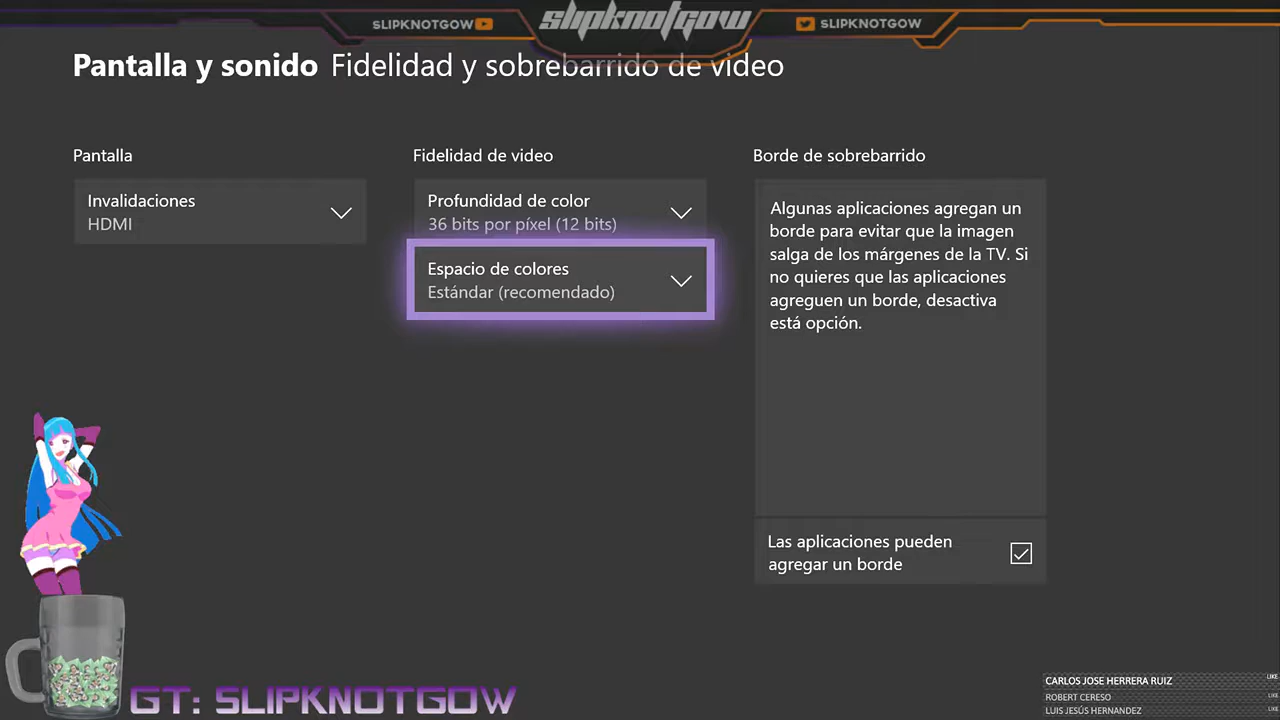 SLIPKNOTGOW
slipknotgow
SLIPKNOTGOW
Pantalla y sonido Fidelidad y sobrebarrido de video
Pantalla
Invalidaciones
HDMI
Fidelidad de video
Profundidad de color
36 bits por píxel (12 bits)
Espacio de colores
Estándar (recomendado)
Borde de sobrebarrido
Algunas aplicaciones agregan un
borde para evitar que la imagen
salga de los márgenes de la TV. Si
no quieres que las aplicaciones
agreguen un borde, desactiva
está opción.
Las aplicaciones pueden
agregar un borde
GT: SLIPKNOTGOW
CARLOS JOSE HERRERA RUIZ LIKE
ROBERT CERESO LIKE
LUIS JESÚS HERNANDEZ LIKE